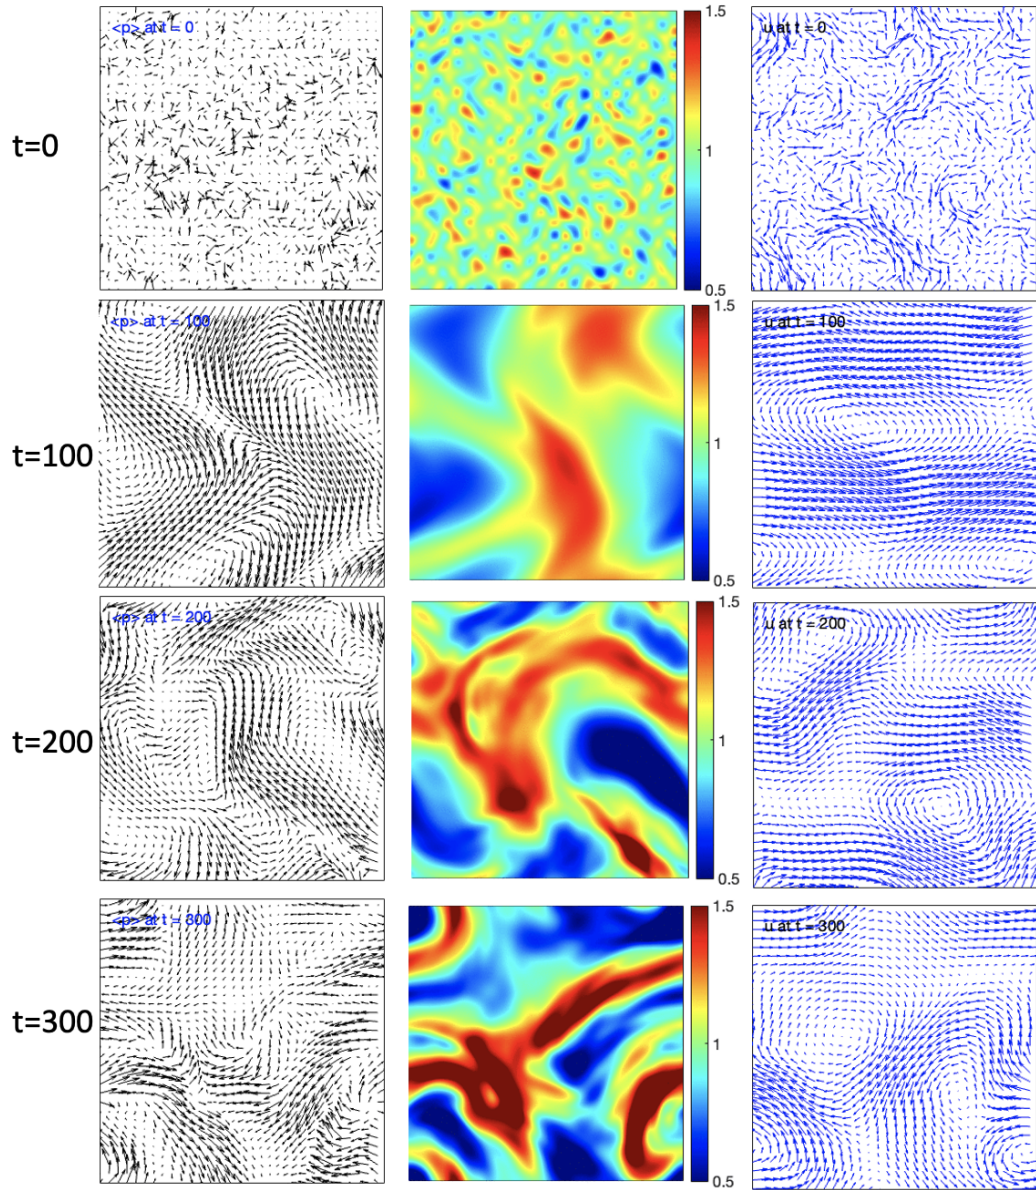 <p> at t = 0
1.5
u at t = 0
t=0
1
0.5
<p> at t = 100
1.5
u at t = 100
t=100
1
0.5
<p> at t = 200
1.5
u at t = 200
t=200
1
0.5
<p> at t = 300
1.5
u at t = 300
t=300
1
0.5